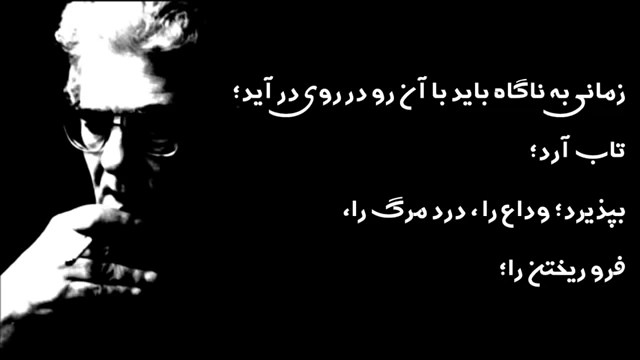 زمانی به ناگاه باید با آن رو در روی در آید؛
تاب آرد؛
بپذیرد؛ وداع را، درد مرگ را،
فرو ریختن را؛